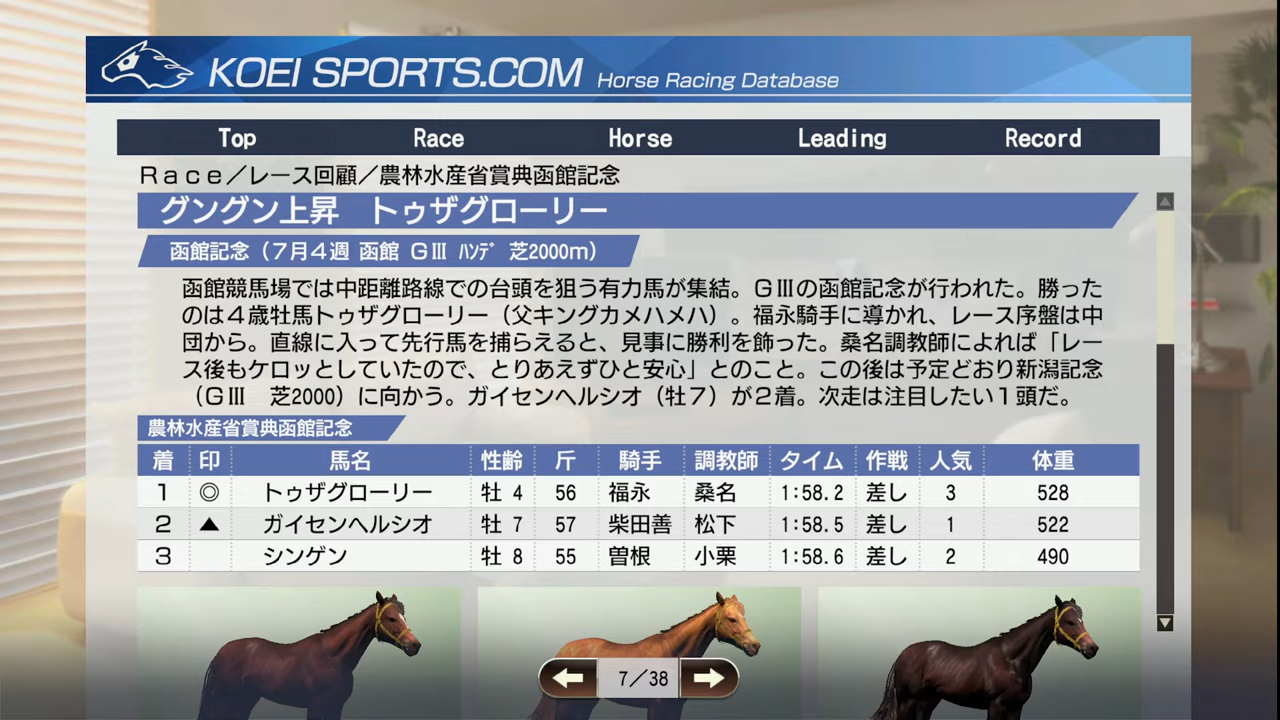 KOEI SPORTS.COM Horse Racing Database
Top Race Horse Leading Record
Ｒａｃｅ／レース回顧／農林水産省賞典函館記念
グングン上昇　トゥザグローリー
函館記念（７月４週 函館 ＧⅢ ﾊﾝﾃﾞ 芝2000ｍ）
函館競馬場では中距離路線での台頭を狙う有力馬が集結。ＧⅢの函館記念が行われた。勝った
のは４歳牡馬トゥザグローリー（父キングカメハメハ）。福永騎手に導かれ、レース序盤は中
団から。直線に入って先行馬を捕らえると、見事に勝利を飾った。桑名調教師によれば「レー
ス後もケロッとしていたので、とりあえずひと安心」とのこと。この後は予定どおり新潟記念
（ＧⅢ　芝2000）に向かう。ガイセンヘルシオ（牡７）が２着。次走は注目したい１頭だ。
農林水産省賞典函館記念
着 印 馬名 性齢 斤 騎手 調教師 タイム 作戦 人気 体重
1 ◎ トゥザグローリー 牡 4 56 福永 桑名 1:58.2 差し 3 528
2 ▲ ガイセンヘルシオ 牡 7 57 柴田善 松下 1:58.5 差し 1 522
3 シンゲン 牡 8 55 曽根 小栗 1:58.6 差し 2 490
7／38